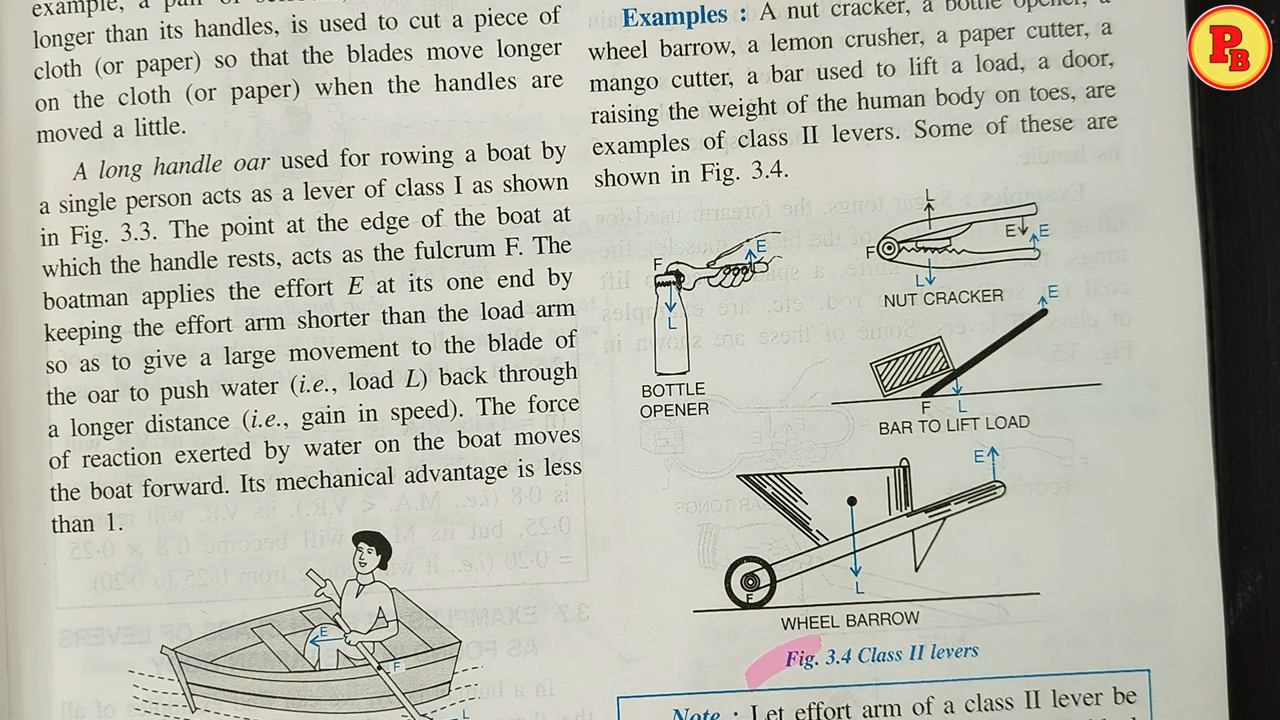 longer than its handles, is used to cut a piece of
cloth (or paper) so that the blades move longer
on the cloth (or paper) when the handles are
moved a little.
A long handle oar used for rowing a boat by
a single person acts as a lever of class I as shown
in Fig. 3.3. The point at the edge of the boat at
which the handle rests, acts as the fulcrum F. The
boatman applies the effort E at its one end by
keeping the effort arm shorter than the load arm
so as to give a large movement to the blade of
the oar to push water (i.e., load L) back through
a longer distance (i.e., gain in speed). The force
of reaction exerted by water on the boat moves
the boat forward. Its mechanical advantage is less
than 1.
E
F
L
Examples : A nut cracker, a bottle opener, a
wheel barrow, a lemon crusher, a paper cutter, a
mango cutter, a bar used to lift a load, a door,
raising the weight of the human body on toes, are
examples of class II levers. Some of these are
shown in Fig. 3.4.
F
E
L
BOTTLE
OPENER
L
F
E
E
L
NUT CRACKER
E
F
L
BAR TO LIFT LOAD
E
F
L
WHEEL BARROW
Fig. 3.4 Class II levers
Note : Let effort arm of a class II lever be
PB